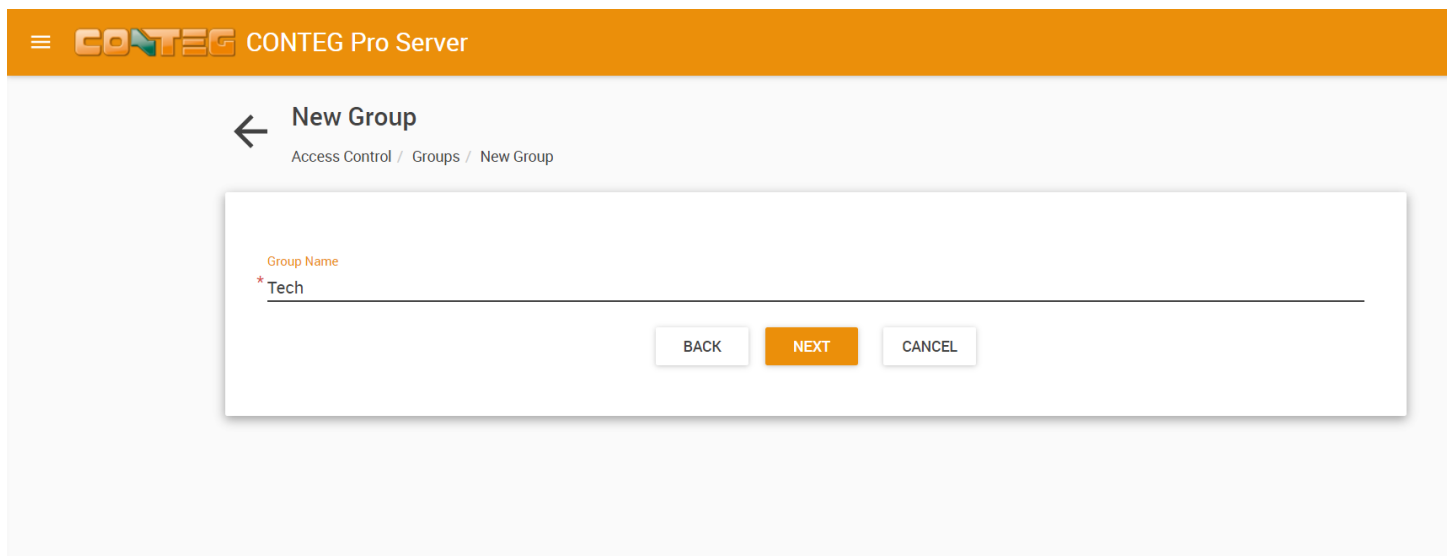 CONTEG CONTEG Pro Server
New Group
Access Control / Groups / New Group
Group Name
* Tech
BACK NEXT CANCEL